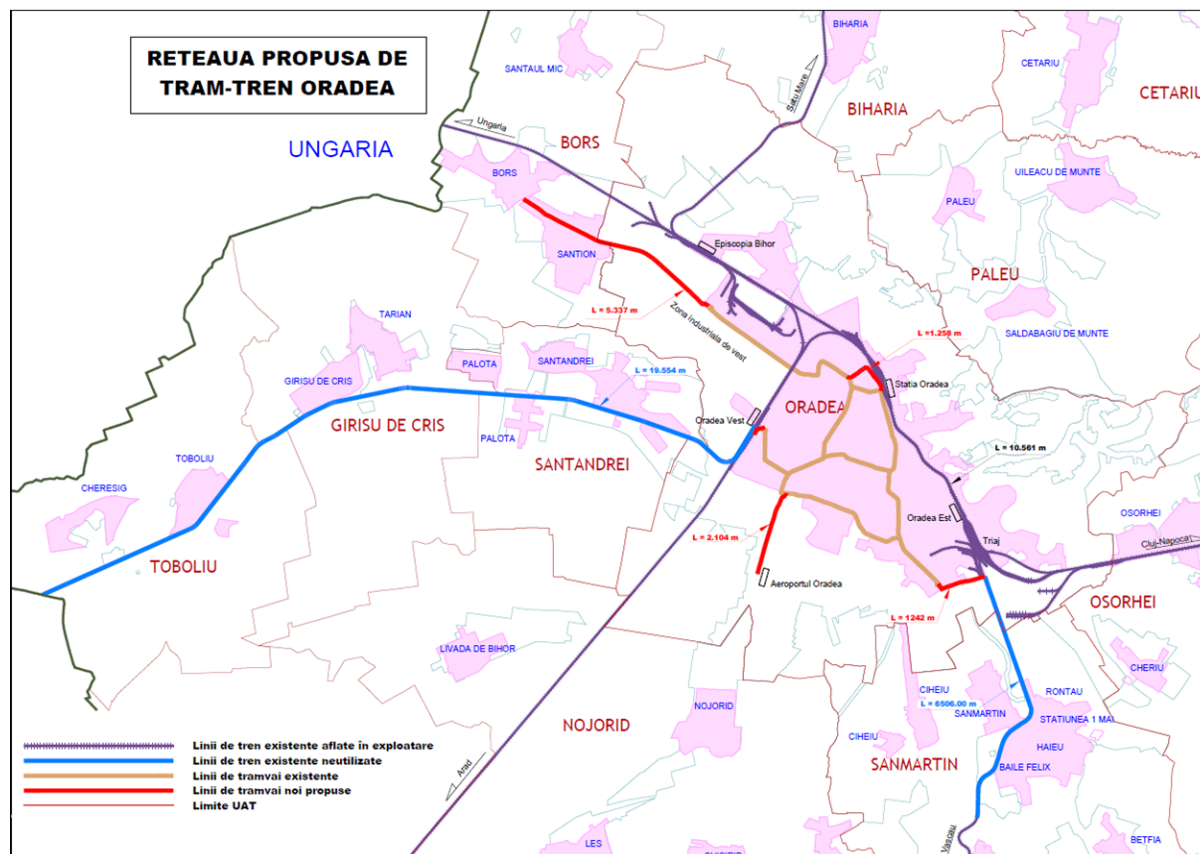 RETEAUA PROPUSA DE
TRAM-TREN ORADEA
UNGARIA
Ungaria
BORS
BORS
SANTION
SANTAUL MIC
BIHARIA
Satu Mare
BIHARIA
CETARIU
CETARIU
UILEACU DE MUNTE
PALEU
PALEU
SALDABAGIU DE MUNTE
Episcopia Bihor
L = 5.337 m
Zona Industriala de vest
L =1.258 m
Statia Oradea
ORADEA
Oradea Vest
TARIAN
PALOTA
SANTANDREI
L = 19.554 m
GIRISU DE CRIS
GIRISU DE CRIS
PALOTA
SANTANDREI
TOBOLIU
CHERESIG
TOBOLIU
L = 10.561 m
Oradea Est
Triaj
OSORHEI
Cluj-Napoca
OSORHEI
L = 2.104 m
Aeroportul Oradea
L = 1242 m
LIVADA DE BIHOR
NOJORID
NOJORID
CIHEIU
L = 6506.00 m
SANMARTIN
RONTAU
STATIUNEA 1 MAI
CHERIU
CIHEIU
HAIEU
SANMARTIN
BAILE FELIX
Arad
Vascau
LES
BETFIA
Linii de tren existente aflate în exploatare
Linii de tren existente neutilizate
Linii de tramvai existente
Linii de tramvai noi propuse
Limite UAT